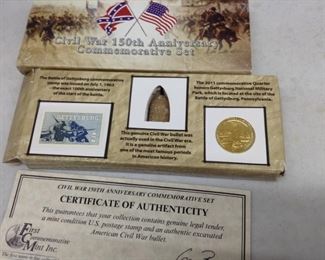 Civil War 150th Anniversary
Commemorative Set
The Battle of Gettysburg commemorative
stamp was issued on July 1, 1963
-the exact 100th anniversary
of the start of the battle.
GETTYSBURG
This genuine Civil War bullet was
actually used in the Civil War era.
It is a genuine artifact from
one of the most famous periods
in American history.
The 2011 commemorative Quarter
honors Gettysburg National Military
Park, which is located at the site of the
Battle of Gettysburg, Pennsylvania.
CIVIL WAR 150TH ANNIVERSARY COMMEMORATIVE SET
CERTIFICATE OF AUTHENTICITY
This guarantees that your collection contains genuine legal tender,
a mint condition U.S. postage stamp and an authentic excavated
American Civil War bullet.
First
Commemorative
Mint Inc.